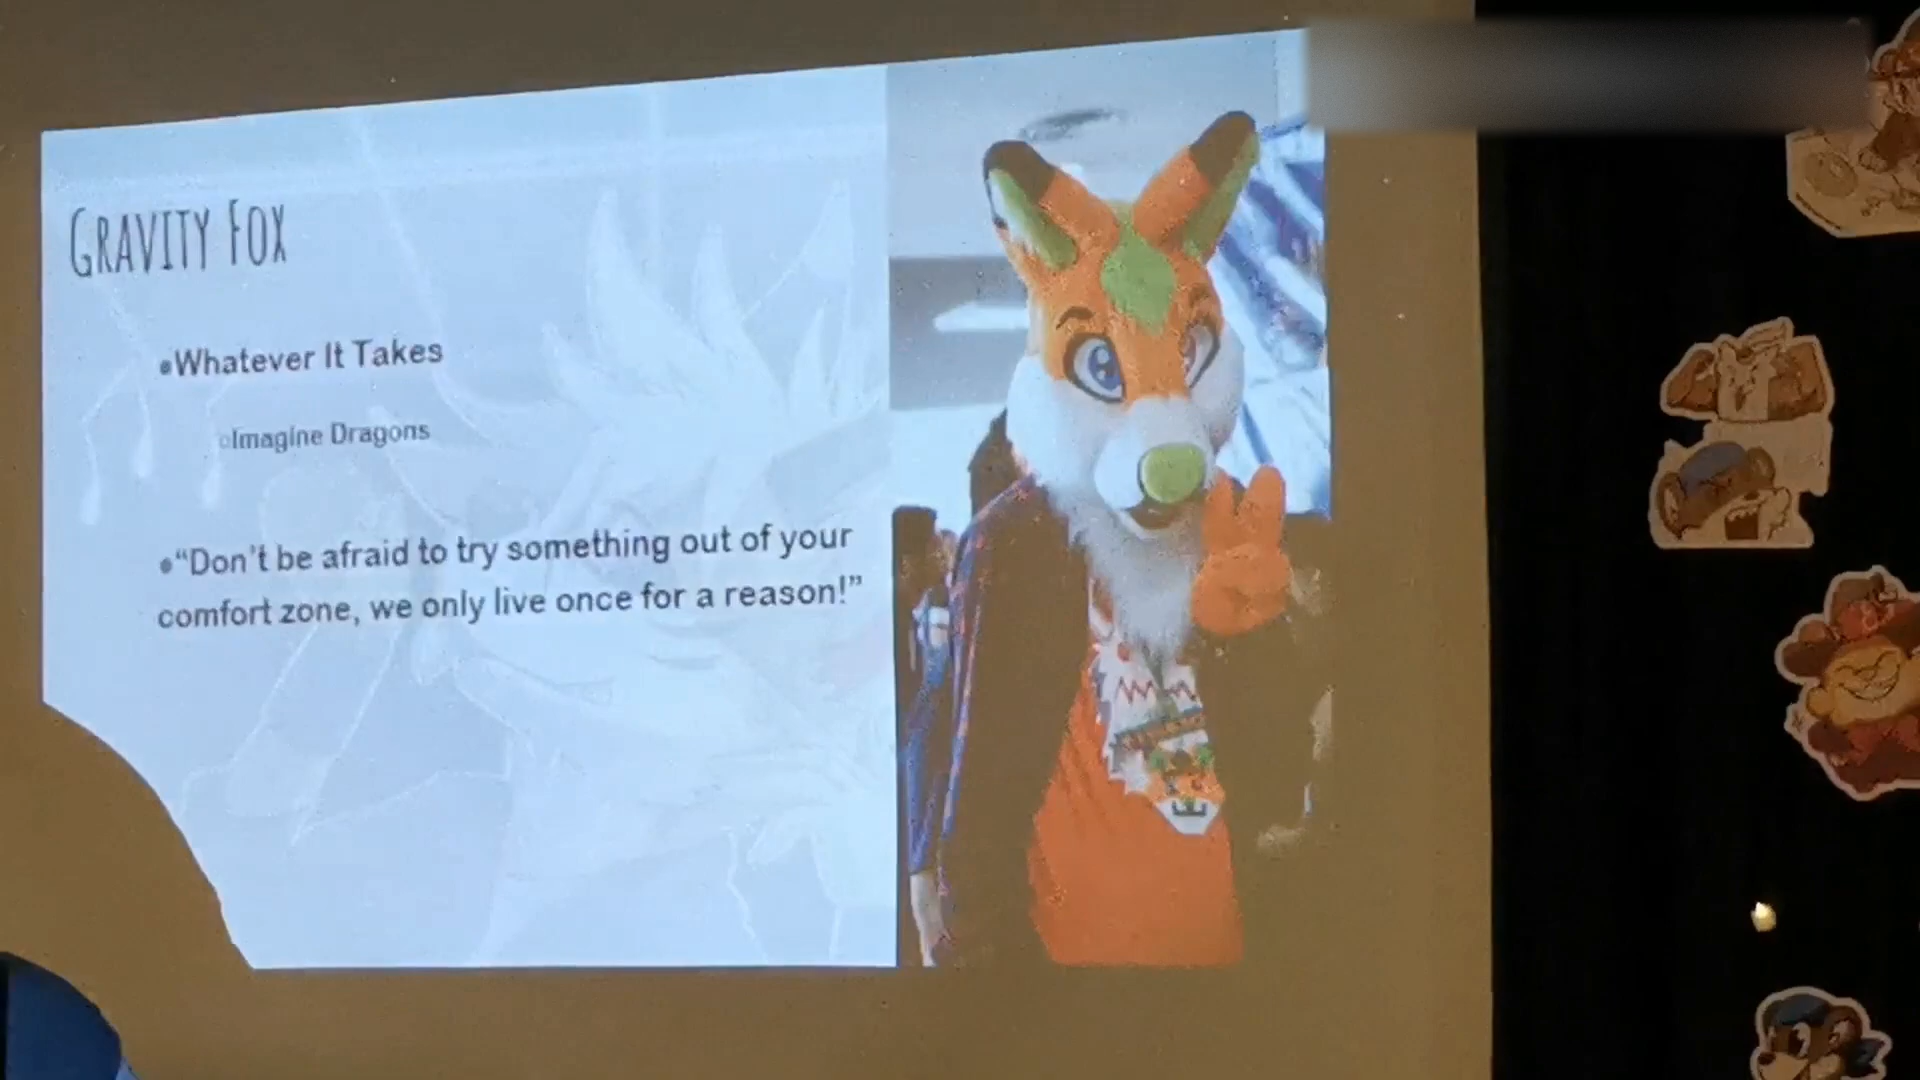 GRAVITY FOX
•Whatever It Takes
○Imagine Dragons
•“Don't be afraid to try something out of your
comfort zone, we only live once for a reason!”